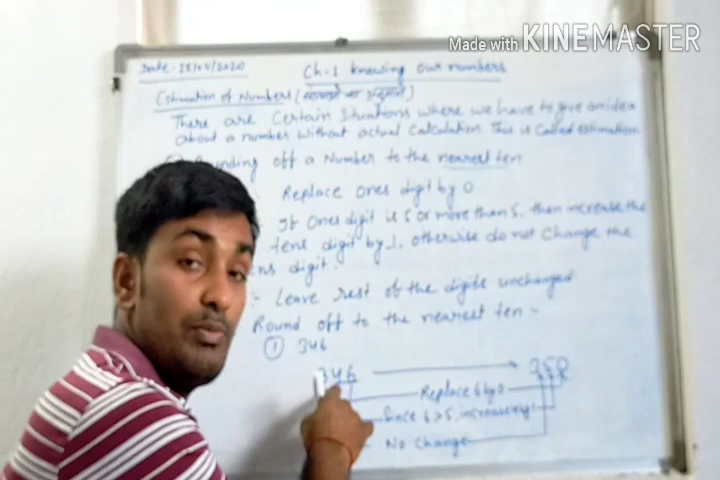 Made with KINEMASTER
Date-28/04/2020
Ch-1 Knowing our numbers
Estimation of Numbers (संख्याओं का अनुमान)
There are Certain Situations where we have to give an idea
about a number without actual Calculation. This is Called estimation.
Rounding off a Number to the nearest ten
Replace Ones digit by 0
If Ones digit is 5 or more than 5, then increase the
tens digit by 1, otherwise do not Change the
tens digit.
:- Leave rest of the digits unchanged
Round off to the nearest ten :-
① 346
346 350
Replace 6 by 0
Since 6 > 5, increase by 1
No Change